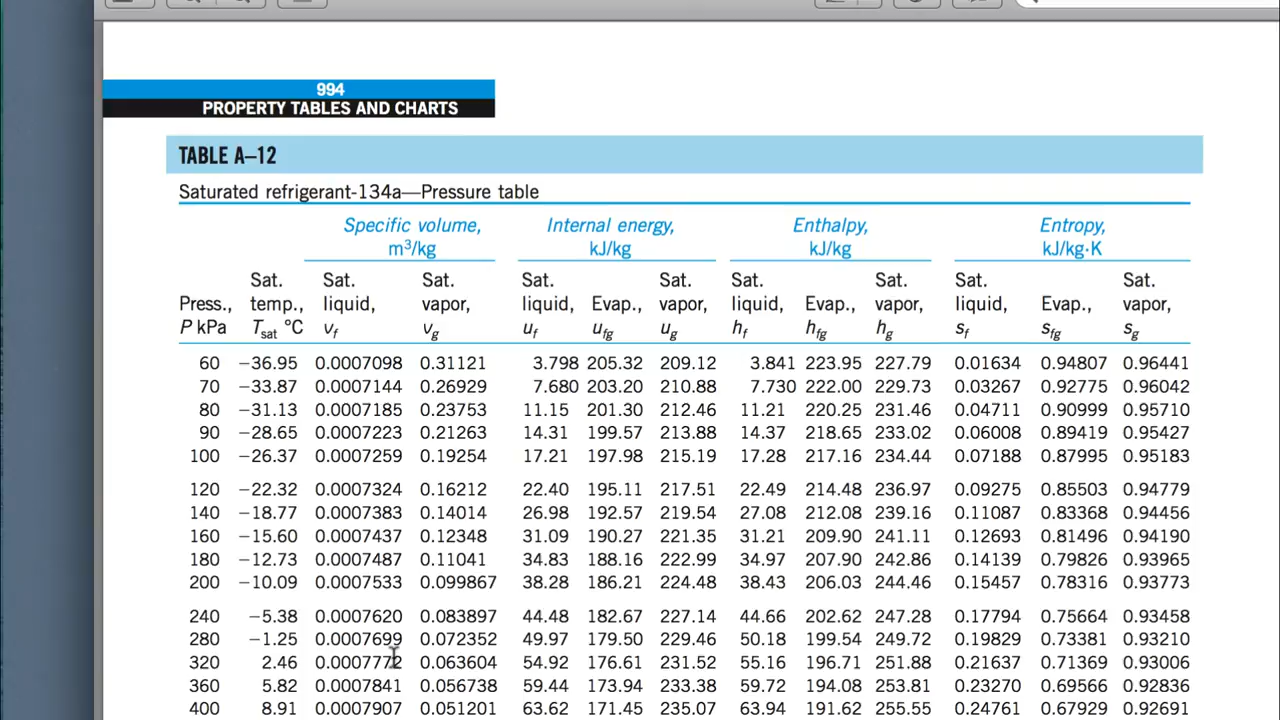 994
PROPERTY TABLES AND CHARTS
TABLE A–12
Saturated refrigerant-134a—Pressure table
Specific volume, Internal energy, Enthalpy, Entropy,
m³/kg kJ/kg kJ/kg kJ/kg·K
Sat. Sat. Sat. Sat. Sat. Sat. Sat. Sat. Sat.
Press., temp., liquid, vapor, liquid, Evap., vapor, liquid, Evap., vapor, liquid, Evap., vapor,
P kPa Tsat °C vf vg uf ufg ug hf hfg hg sf sfg sg
60 −36.95 0.0007098 0.31121 3.798 205.32 209.12 3.841 223.95 227.79 0.01634 0.94807 0.96441
70 −33.87 0.0007144 0.26929 7.680 203.20 210.88 7.730 222.00 229.73 0.03267 0.92775 0.96042
80 −31.13 0.0007185 0.23753 11.15 201.30 212.46 11.21 220.25 231.46 0.04711 0.90999 0.95710
90 −28.65 0.0007223 0.21263 14.31 199.57 213.88 14.37 218.65 233.02 0.06008 0.89419 0.95427
100 −26.37 0.0007259 0.19254 17.21 197.98 215.19 17.28 217.16 234.44 0.07188 0.87995 0.95183
120 −22.32 0.0007324 0.16212 22.40 195.11 217.51 22.49 214.48 236.97 0.09275 0.85503 0.94779
140 −18.77 0.0007383 0.14014 26.98 192.57 219.54 27.08 212.08 239.16 0.11087 0.83368 0.94456
160 −15.60 0.0007437 0.12348 31.09 190.27 221.35 31.21 209.90 241.11 0.12693 0.81496 0.94190
180 −12.73 0.0007487 0.11041 34.83 188.16 222.99 34.97 207.90 242.86 0.14139 0.79826 0.93965
200 −10.09 0.0007533 0.099867 38.28 186.21 224.48 38.43 206.03 244.46 0.15457 0.78316 0.93773
240 −5.38 0.0007620 0.083897 44.48 182.67 227.14 44.66 202.62 247.28 0.17794 0.75664 0.93458
280 −1.25 0.0007699 0.072352 49.97 179.50 229.46 50.18 199.54 249.72 0.19829 0.73381 0.93210
320 2.46 0.0007772 0.063604 54.92 176.61 231.52 55.16 196.71 251.88 0.21637 0.71369 0.93006
360 5.82 0.0007841 0.056738 59.44 173.94 233.38 59.72 194.08 253.81 0.23270 0.69566 0.92836
400 8.91 0.0007907 0.051201 63.62 171.45 235.07 63.94 191.62 255.55 0.24761 0.67929 0.92691